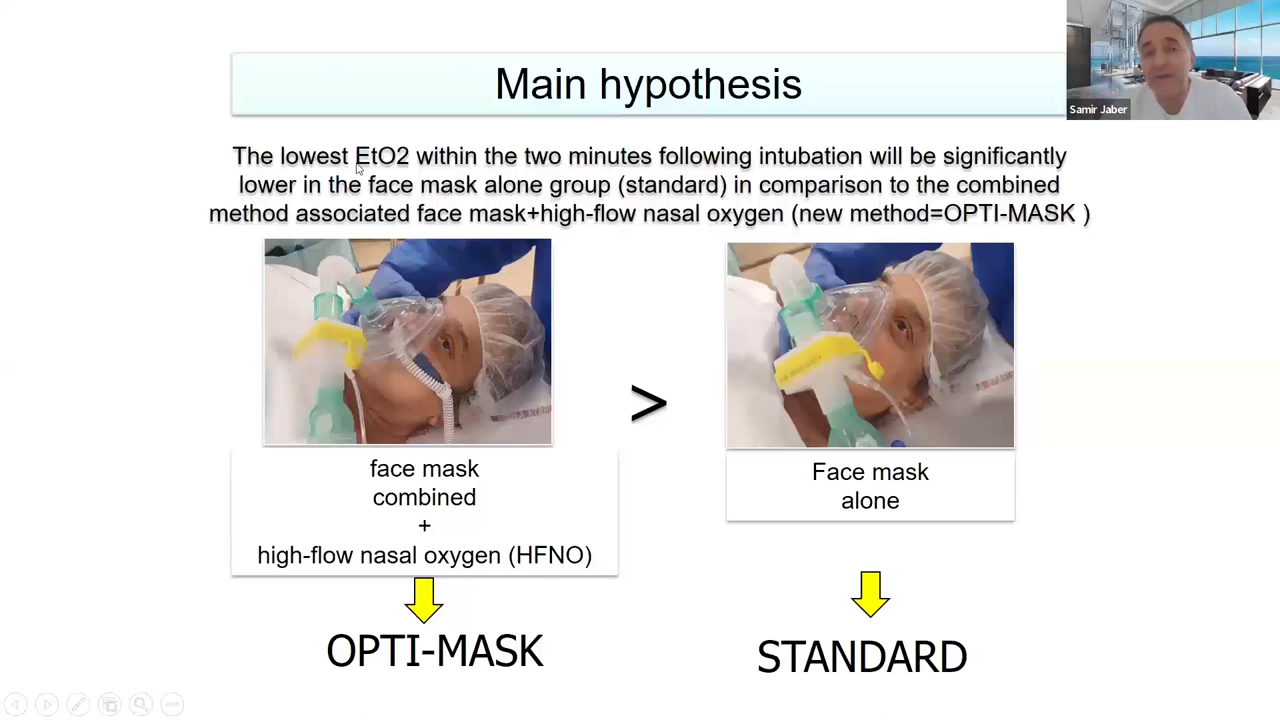 Main hypothesis
Samir Jaber
The lowest EtO2 within the two minutes following intubation will be significantly
lower in the face mask alone group (standard) in comparison to the combined
method associated face mask+high-flow nasal oxygen (new method=OPTI-MASK )
>
face mask
combined
+
high-flow nasal oxygen (HFNO)
Face mask
alone
OPTI-MASK
STANDARD